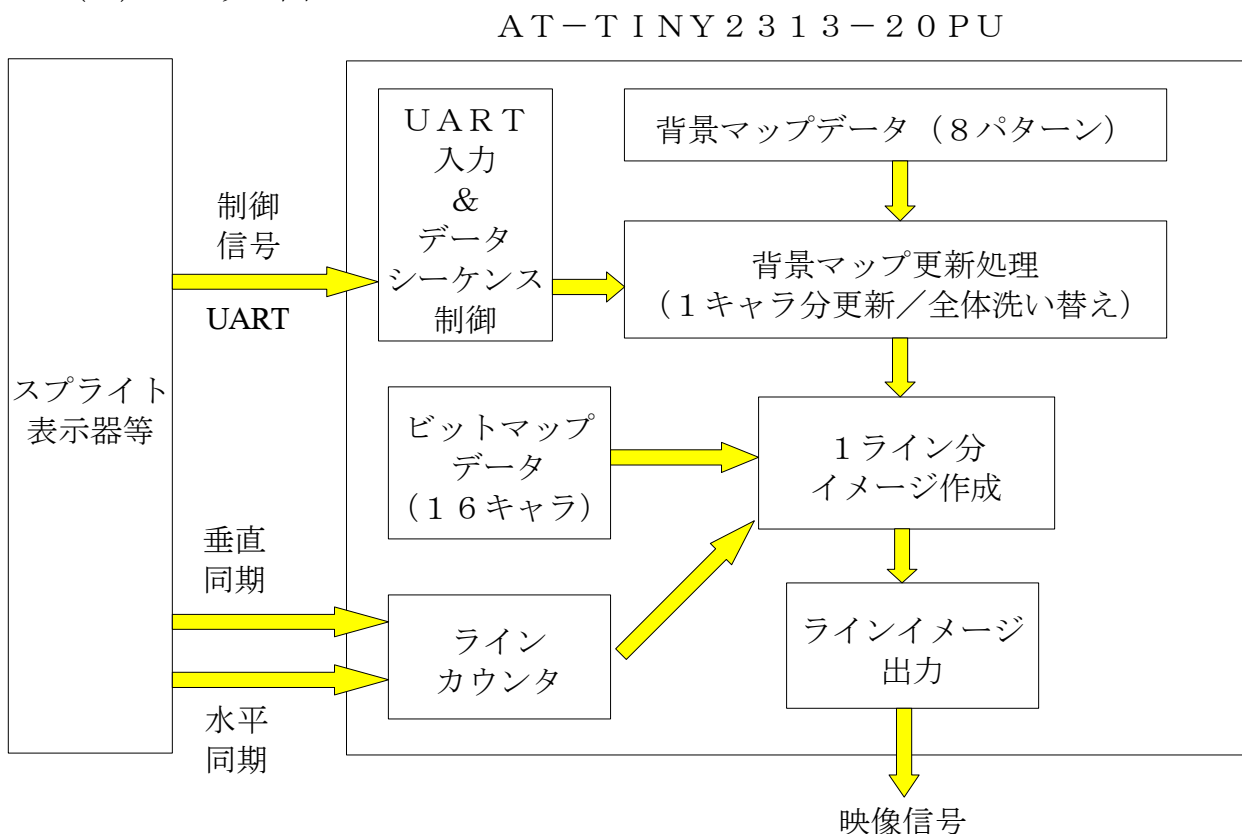 ＡＴ－ＴＩＮＹ２３１３－２０ＰＵ
ＵＡＲＴ
入力
＆
データ
シーケンス
制御
背景マップデータ（８パターン）
制御
信号
UART
背景マップ更新処理
（１キャラ分更新／全体洗い替え）
スプライト
表示器等
ビットマップ
データ
（１６キャラ）
１ライン分
イメージ作成
垂直
同期
ライン
カウンタ
ラインイメージ
出力
水平
同期
映像信号